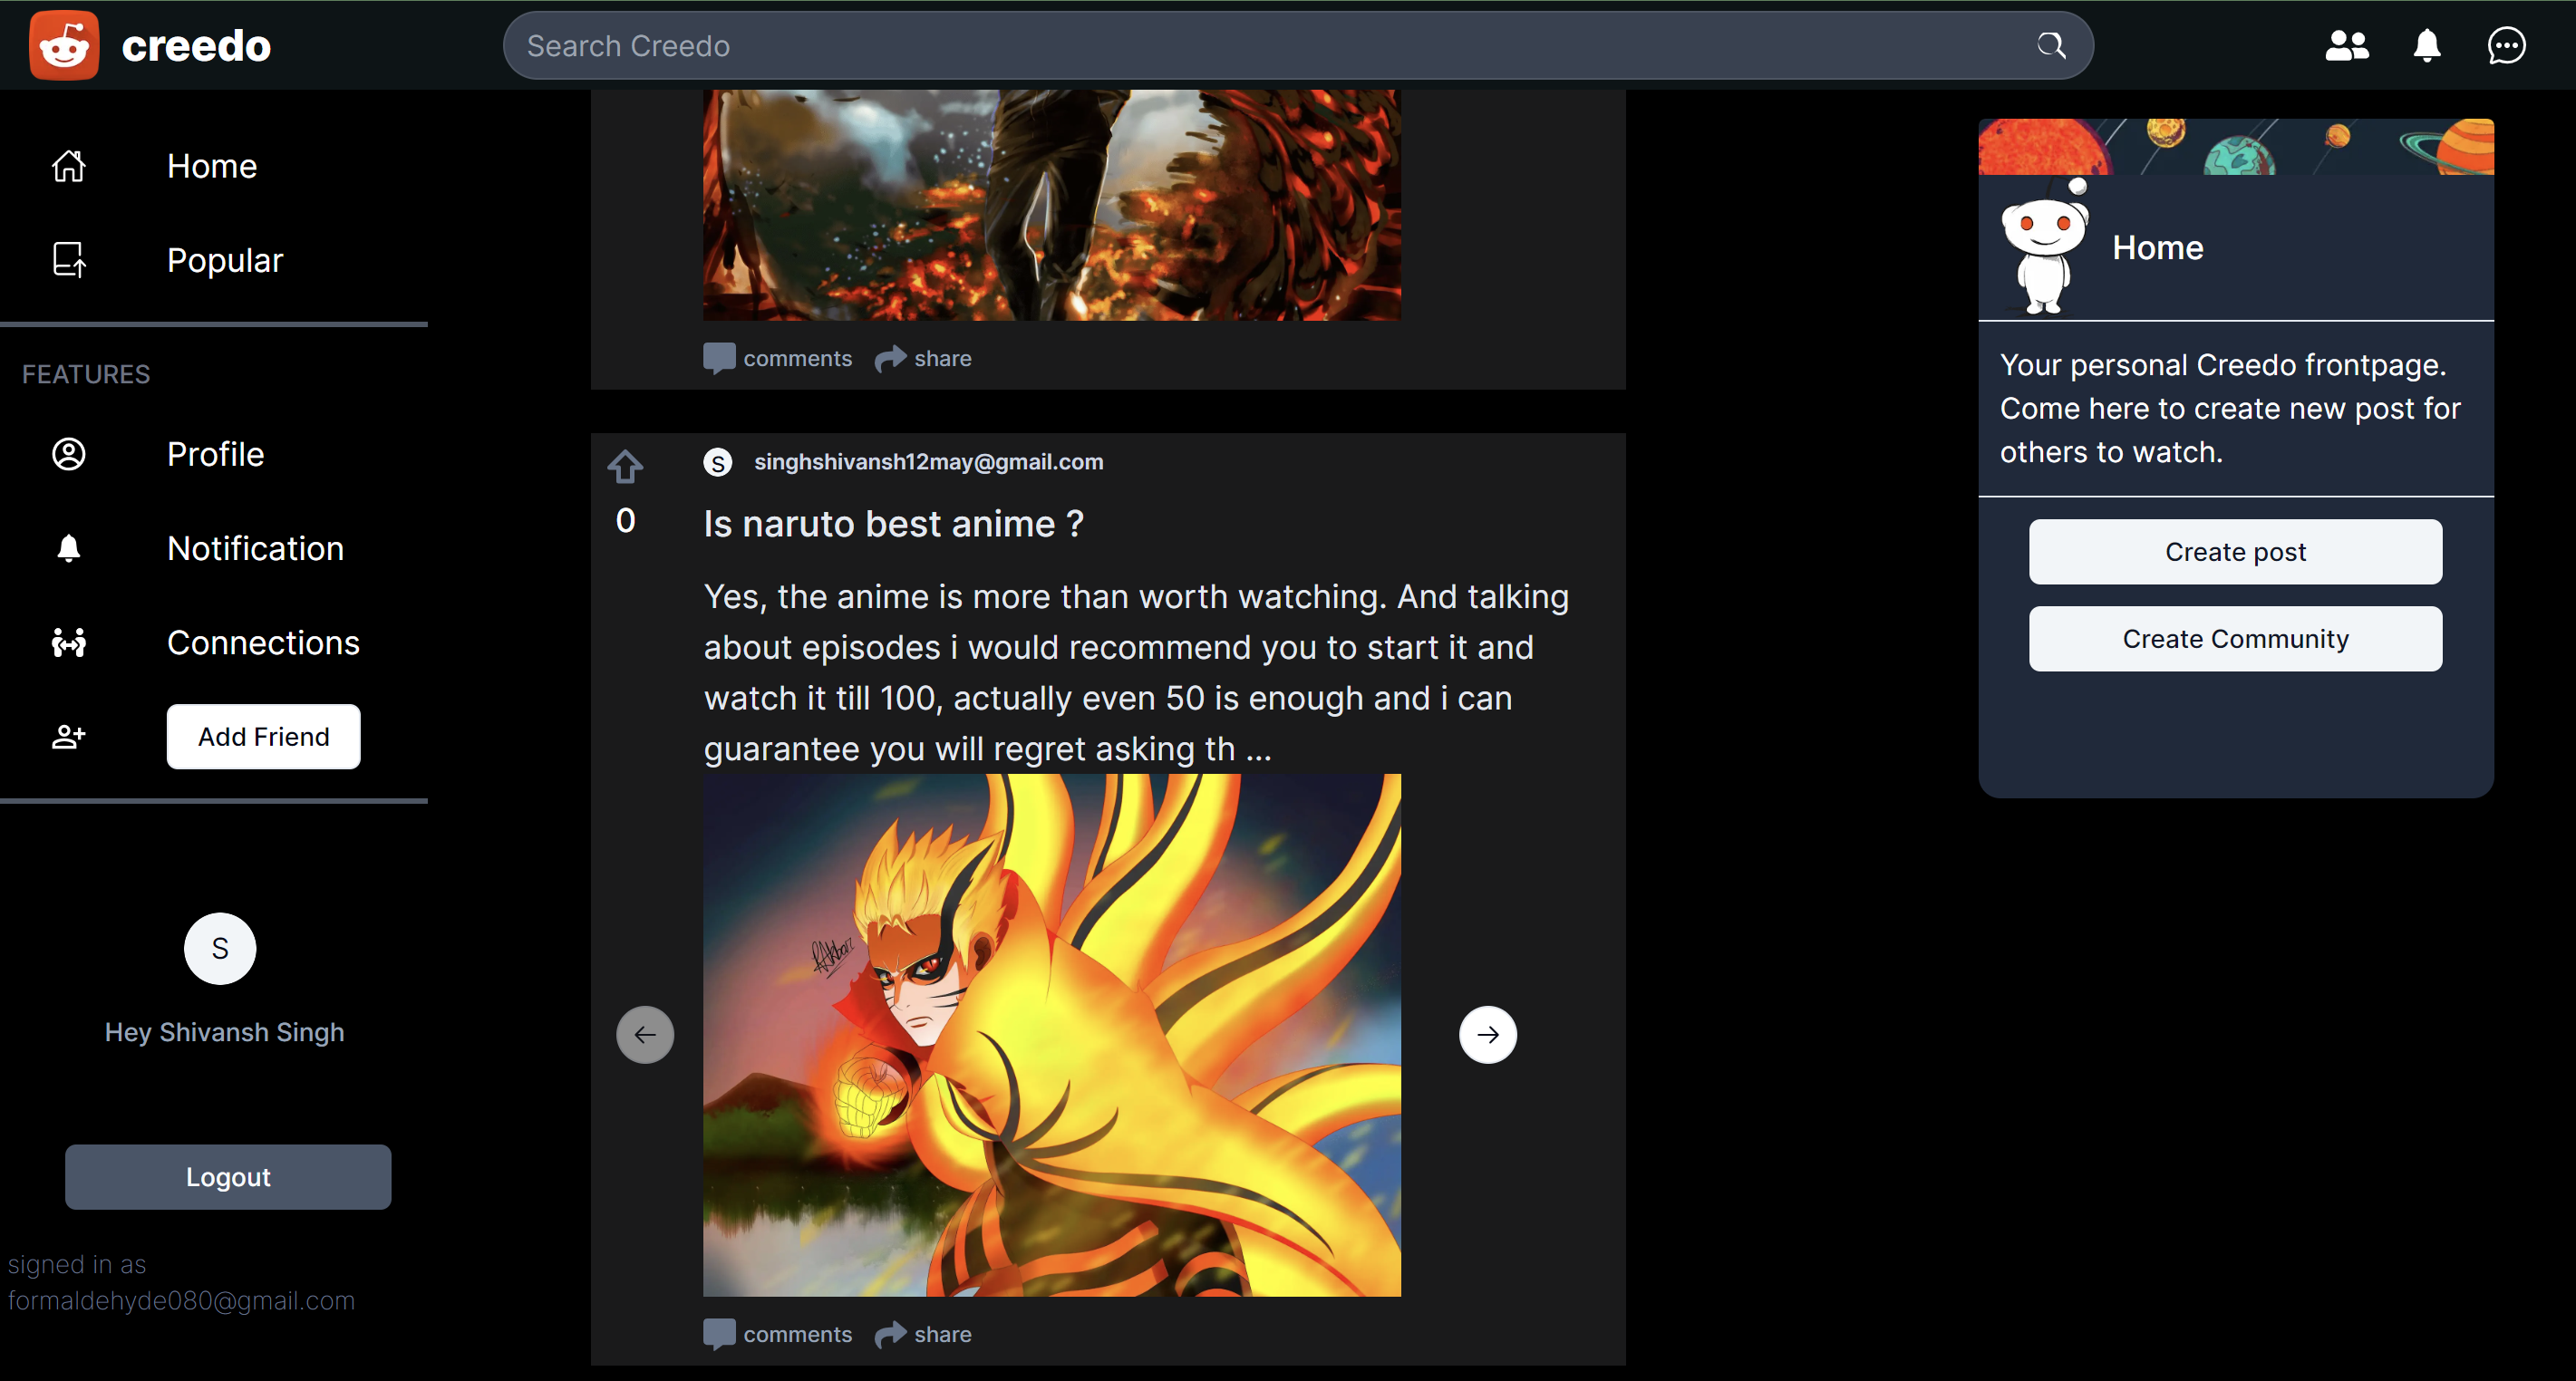 creedo
Search Creedo
Home
Popular
FEATURES
Profile
Notification
Connections
Add Friend
S
Hey Shivansh Singh
Logout
signed in as
formaldehyde080@gmail.com
comments share
S singhshivansh12may@gmail.com
0
Is naruto best anime ?
Yes, the anime is more than worth watching. And talking
about episodes i would recommend you to start it and
watch it till 100, actually even 50 is enough and i can
guarantee you will regret asking th ...
comments share
Home
Your personal Creedo frontpage.
Come here to create new post for
others to watch.
Create post
Create Community